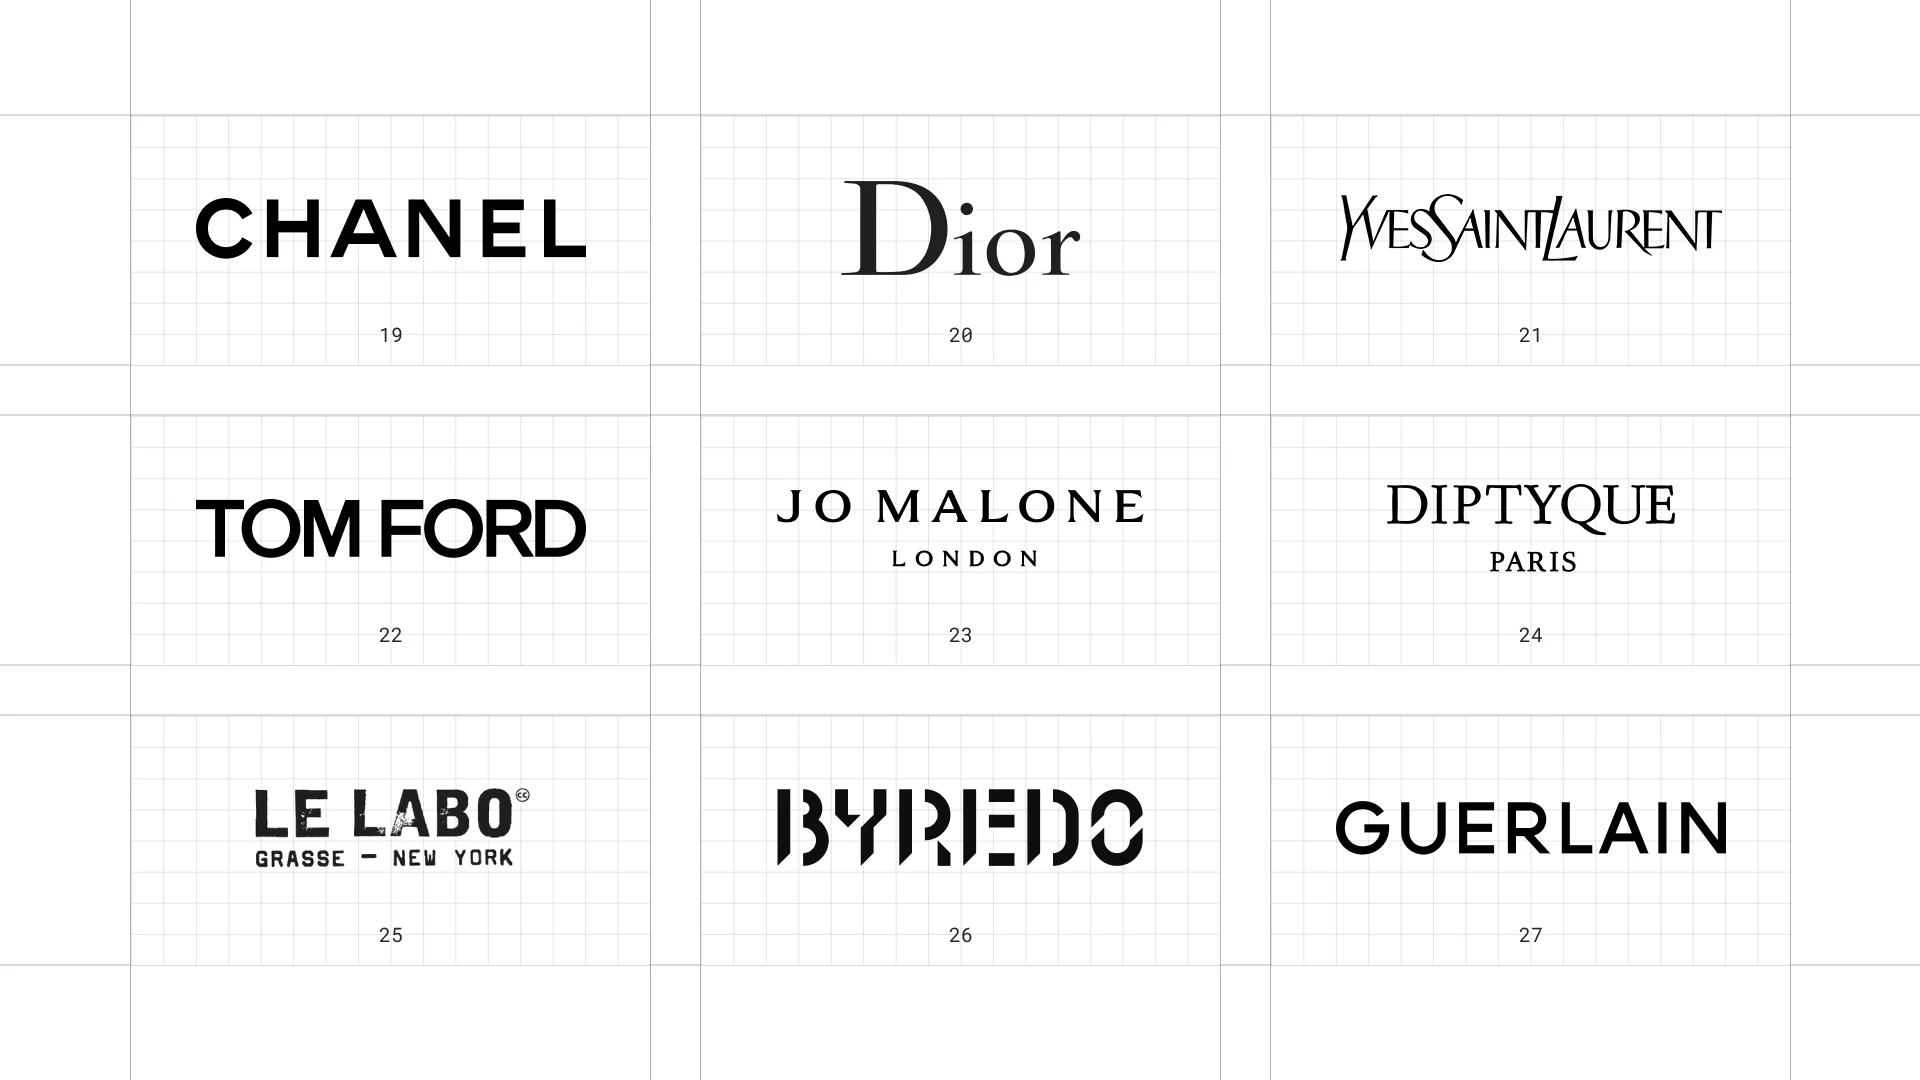 CHANEL
19
Dior
20
YVESSAINTLAURENT
21
TOM FORD
22
JO MALONE
LONDON
23
DIPTYQUE
PARIS
24
LE LABO cc
GRASSE – NEW YORK
25
BYREDO
26
GUERLAIN
27